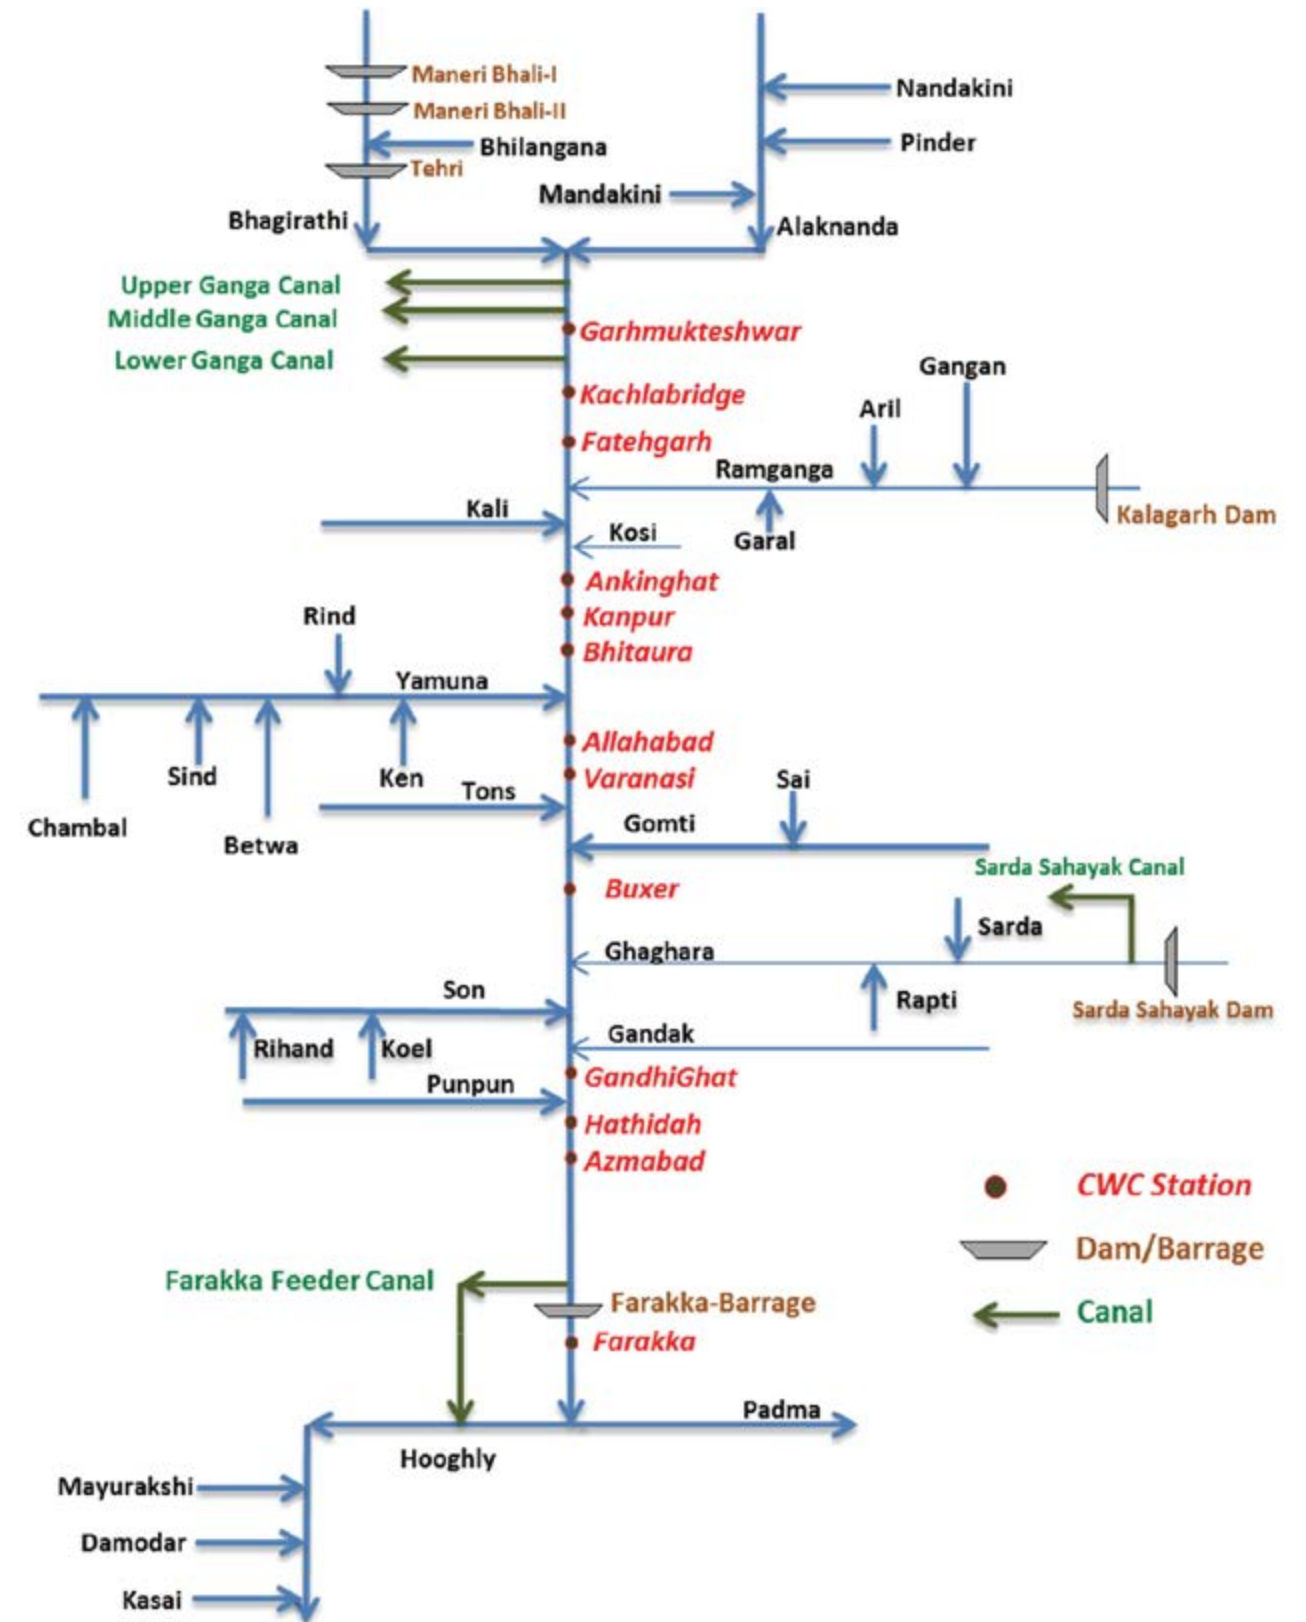 Maneri Bhali-I
Nandakini
Maneri Bhali-II
Pinder
Bhilangana
Tehri
Mandakini
Bhagirathi
Alaknanda
Upper Ganga Canal
Middle Ganga Canal
Garhmukteshwar
Lower Ganga Canal
Gangan
Kachlabridge
Aril
Fatehgarh
Ramganga
Kali
Kalagarh Dam
Kosi
Garal
Ankinghat
Rind
Kanpur
Bhitaura
Yamuna
Allahabad
Sind
Ken
Varanasi
Sai
Tons
Chambal
Gomti
Betwa
Sarda Sahayak Canal
Buxer
Sarda
Ghaghara
Son
Rapti
Sarda Sahayak Dam
Gandak
Rihand
Koel
GandhiGhat
Punpun
Hathidah
Azmabad
CWC Station
Dam/Barrage
Farakka Feeder Canal
Farakka-Barrage
Canal
Farakka
Padma
Hooghly
Mayurakshi
Damodar
Kasai